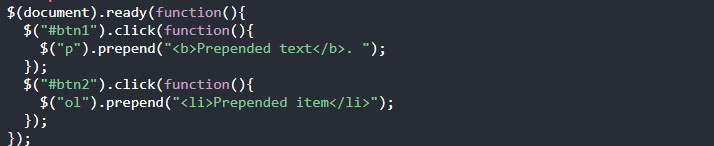 $(document).ready(function(){
  $("#btn1").click(function(){
    $("p").prepend("<b>Prepended text</b>. ");
  });
  $("#btn2").click(function(){
    $("ol").prepend("<li>Prepended item</li>");
  });
});